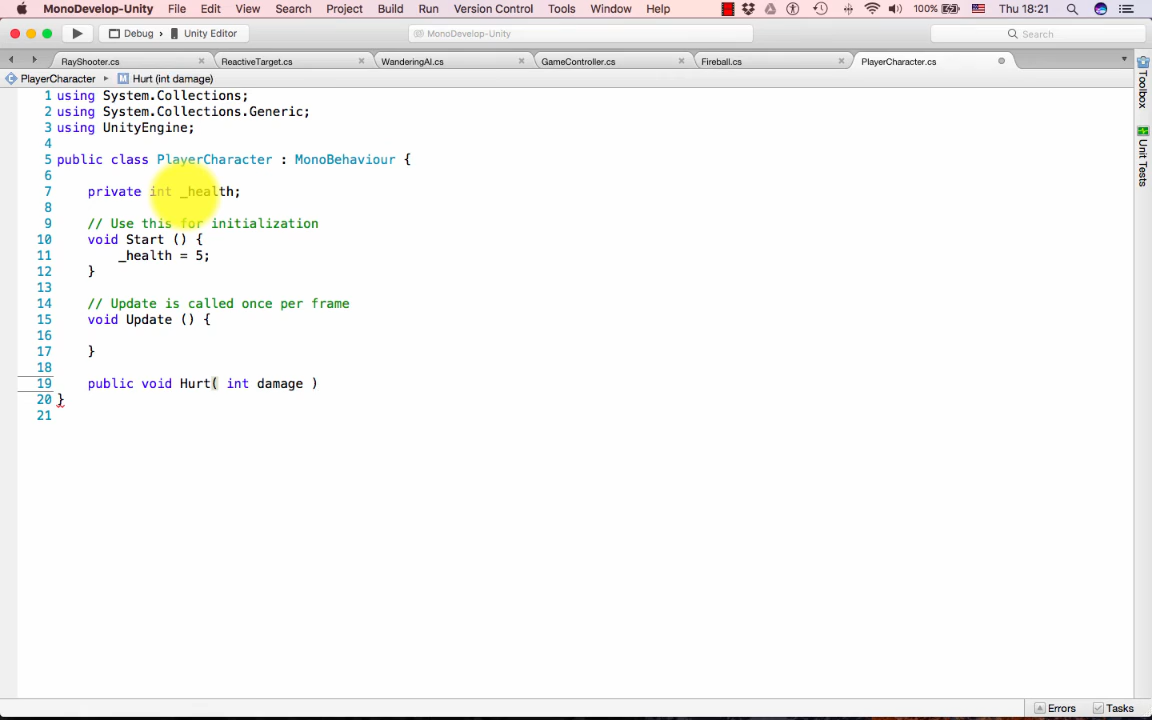 MonoDevelop-Unity File Edit View Search Project Build Run Version Control Tools Window Help 100% Thu 18:21
Debug › Unity Editor MonoDevelop-Unity Search
RayShooter.cs × ReactiveTarget.cs × WanderingAI.cs × GameController.cs × Fireball.cs × PlayerCharacter.cs
PlayerCharacter ▸ M Hurt (int damage)
Toolbox
Unit Tests
1 using System.Collections;
2 using System.Collections.Generic;
3 using UnityEngine;
4
5 public class PlayerCharacter : MonoBehaviour {
6
7 private int _health;
8
9 // Use this for initialization
10 void Start () {
11 _health = 5;
12 }
13
14 // Update is called once per frame
15 void Update () {
16
17 }
18
19 public void Hurt( int damage )
20 }
21
Errors Tasks